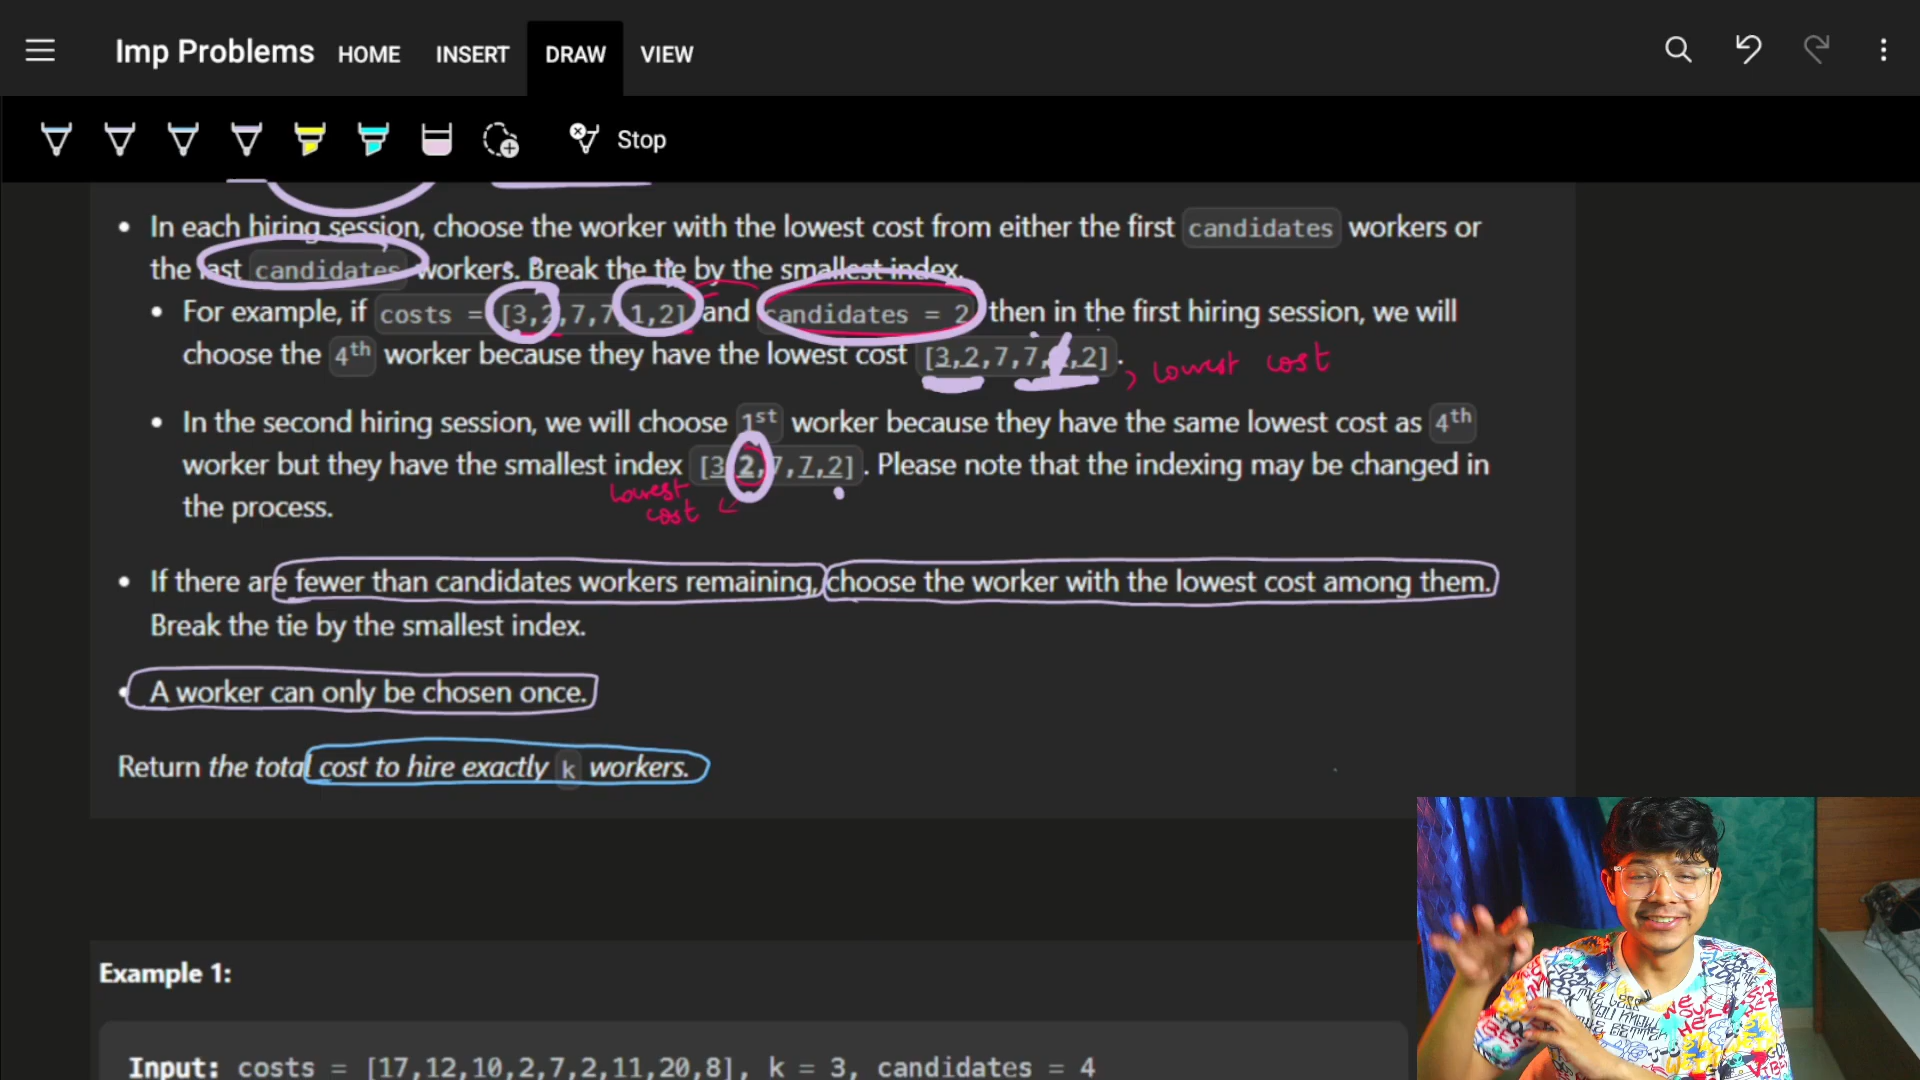 Imp Problems HOME INSERT DRAW VIEW
Stop
In each hiring session, choose the worker with the lowest cost from either the first candidates workers or
the last candidates workers. Break the tie by the smallest index.
For example, if costs = [3,2,7,7,1,2] and candidates = 2 then in the first hiring session, we will
choose the 4th worker because they have the lowest cost [3,2,7,7, ,2].
, Lowest cost
In the second hiring session, we will choose 1st worker because they have the same lowest cost as 4th
worker but they have the smallest index [3 2,7,7,2]. Please note that the indexing may be changed in
Lowest
cost
the process.
If there are fewer than candidates workers remaining, choose the worker with the lowest cost among them.
Break the tie by the smallest index.
A worker can only be chosen once.
Return the total cost to hire exactly k workers.
Example 1:
Input: costs = [17,12,10,2,7,2,11,20,8], k = 3, candidates = 4